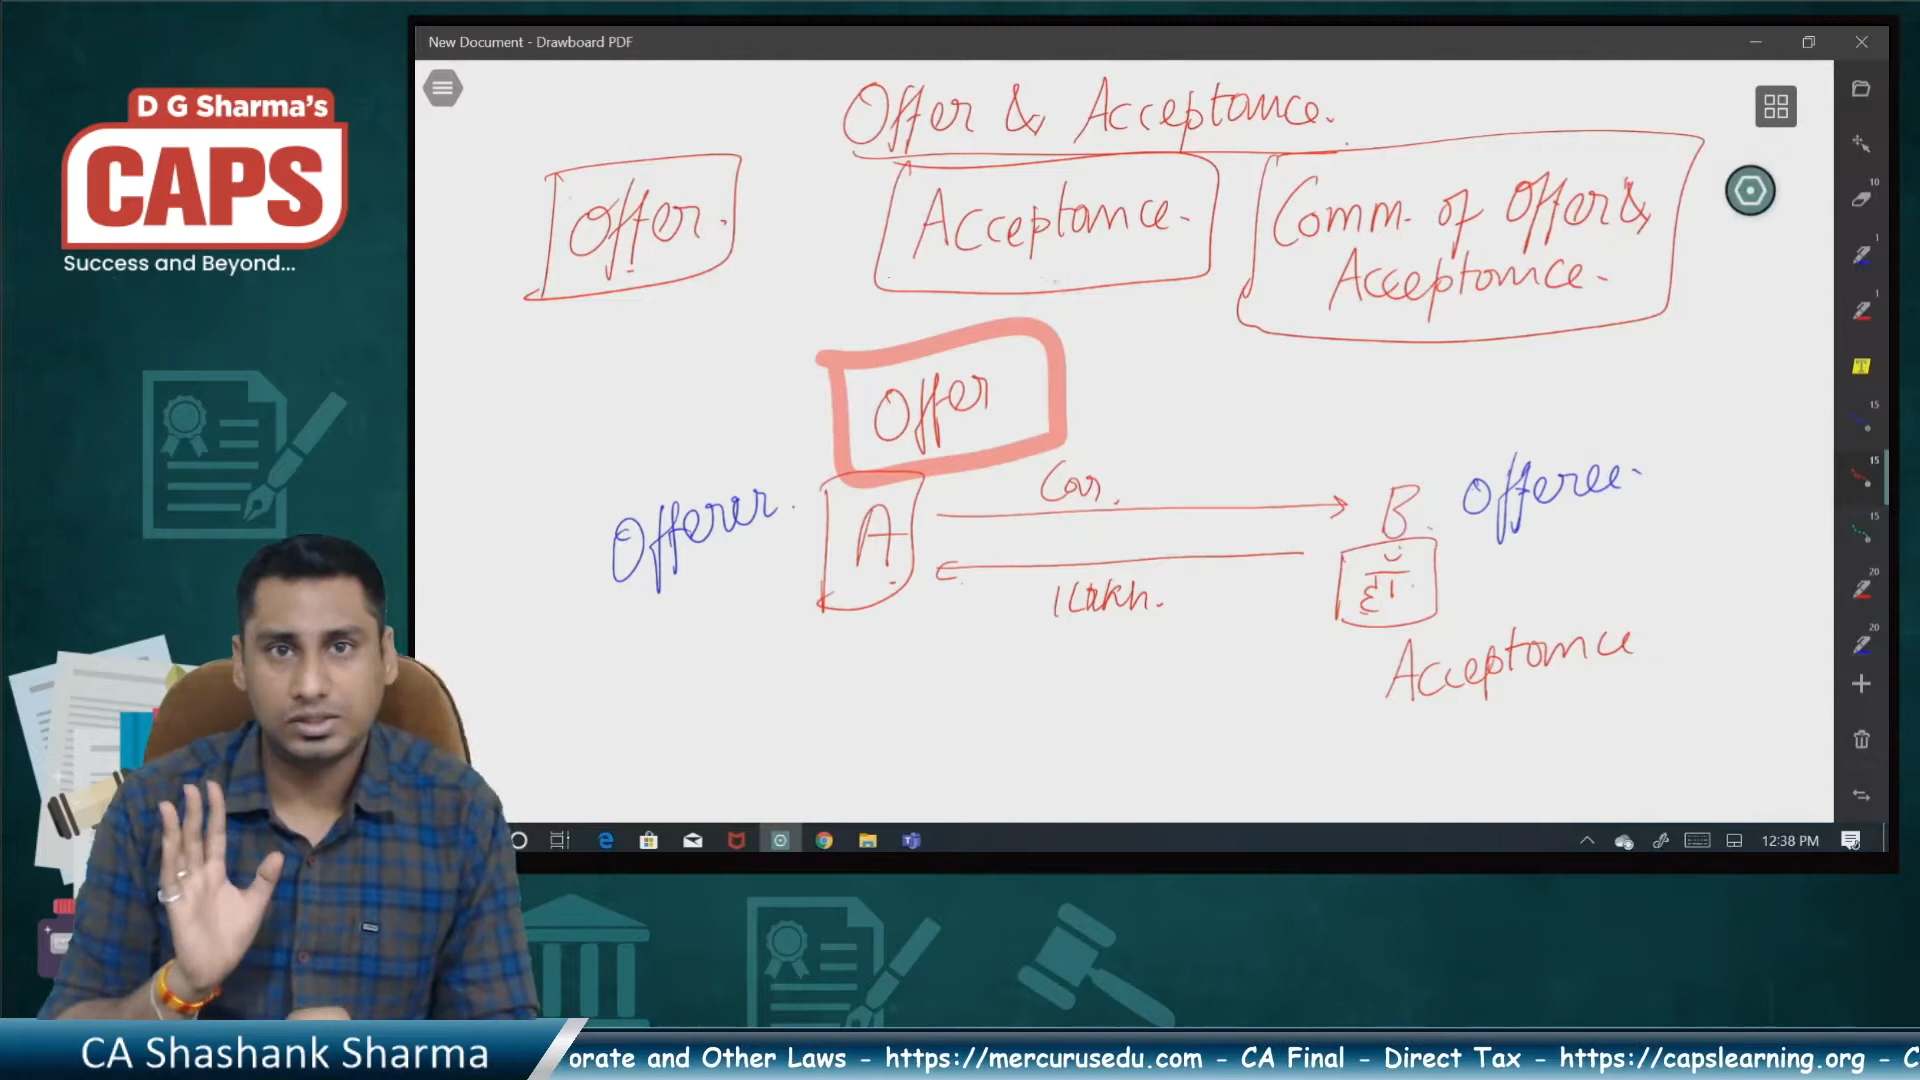 New Document - Drawboard PDF
D G Sharma's
CAPS
Success and Beyond...
Offer & Acceptance.
Offer.
Acceptance.
Comm. of Offer &
Acceptance.
Offer
Offerer.
A
Car.
B.
Offeree.
1 Lakh.
Acceptance
12:38 PM
CA Shashank Sharma
orate and Other Laws - https://mercurusedu.com - CA Final - Direct Tax - https://capslearning.org - C